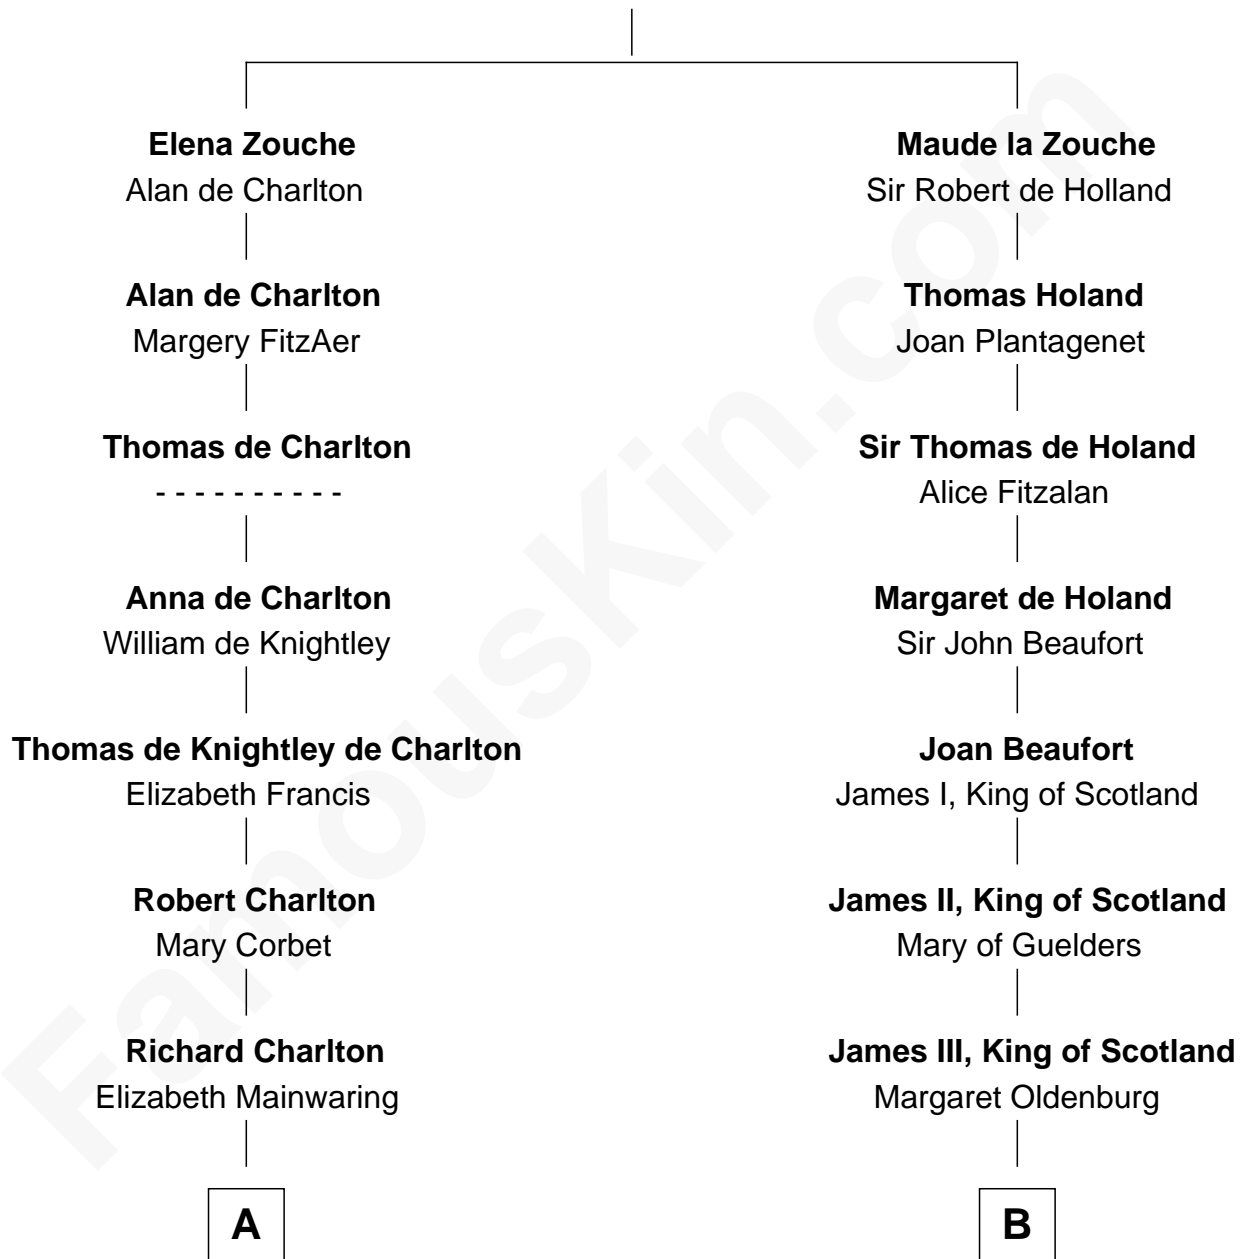 Elena Zouche
Alan de Charlton
Alan de Charlton
Margery FitzAer
Thomas de Charlton
- - - - - - - - - -
Anna de Charlton
William de Knightley
Thomas de Knightley de Charlton
Elizabeth Francis
Robert Charlton
Mary Corbet
Richard Charlton
Elizabeth Mainwaring
A
Maude la Zouche
Sir Robert de Holland
Thomas Holand
Joan Plantagenet
Sir Thomas de Holand
Alice Fitzalan
Margaret de Holand
Sir John Beaufort
Joan Beaufort
James I, King of Scotland
James II, King of Scotland
Mary of Guelders
James III, King of Scotland
Margaret Oldenburg
B
FamousKin.com